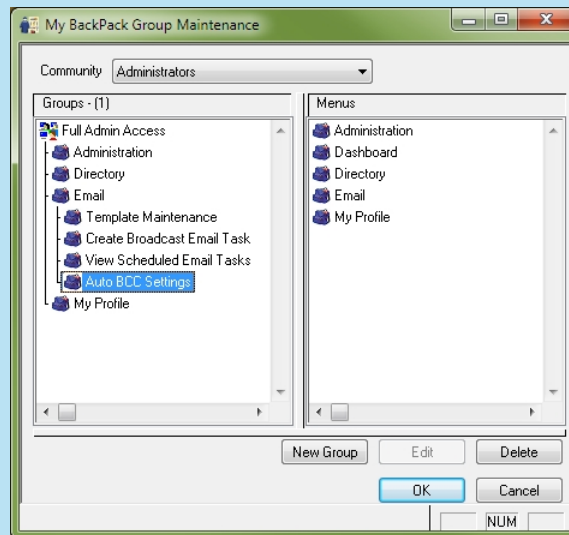 My BackPack Group Maintenance
Community Administrators
Groups - (1)
Full Admin Access
Administration
Directory
Email
Template Maintenance
Create Broadcast Email Task
View Scheduled Email Tasks
Auto BCC Settings
My Profile
Menus
Administration
Dashboard
Directory
Email
My Profile
New Group Edit Delete
OK Cancel
NUM